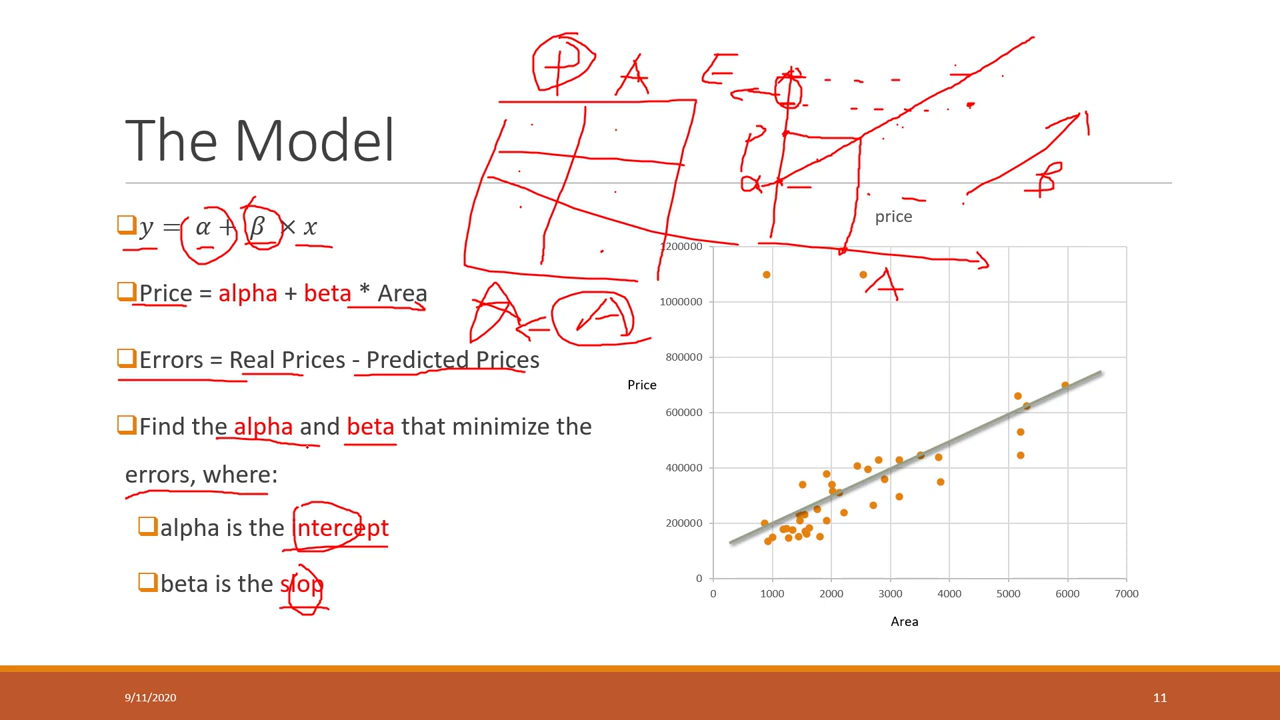 P A E
P
α
β
A
A ← A
The Model
❑y = α + β × x
❑Price = alpha + beta * Area
❑Errors = Real Prices - Predicted Prices
❑Find the alpha and beta that minimize the
errors, where:
❑alpha is the intercept
❑beta is the slop
price
1200000
1000000
800000
600000
400000
200000
0
0 1000 2000 3000 4000 5000 6000 7000
Price
Area
9/11/2020
11